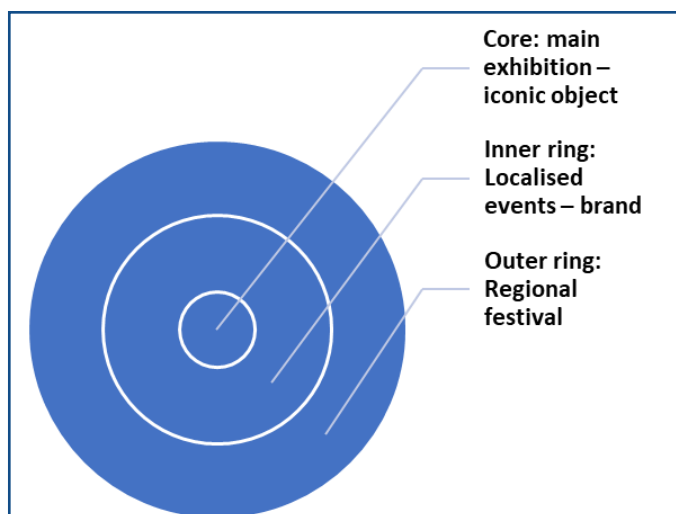 Core: main
exhibition –
iconic object
Inner ring:
Localised
events – brand
Outer ring:
Regional
festival